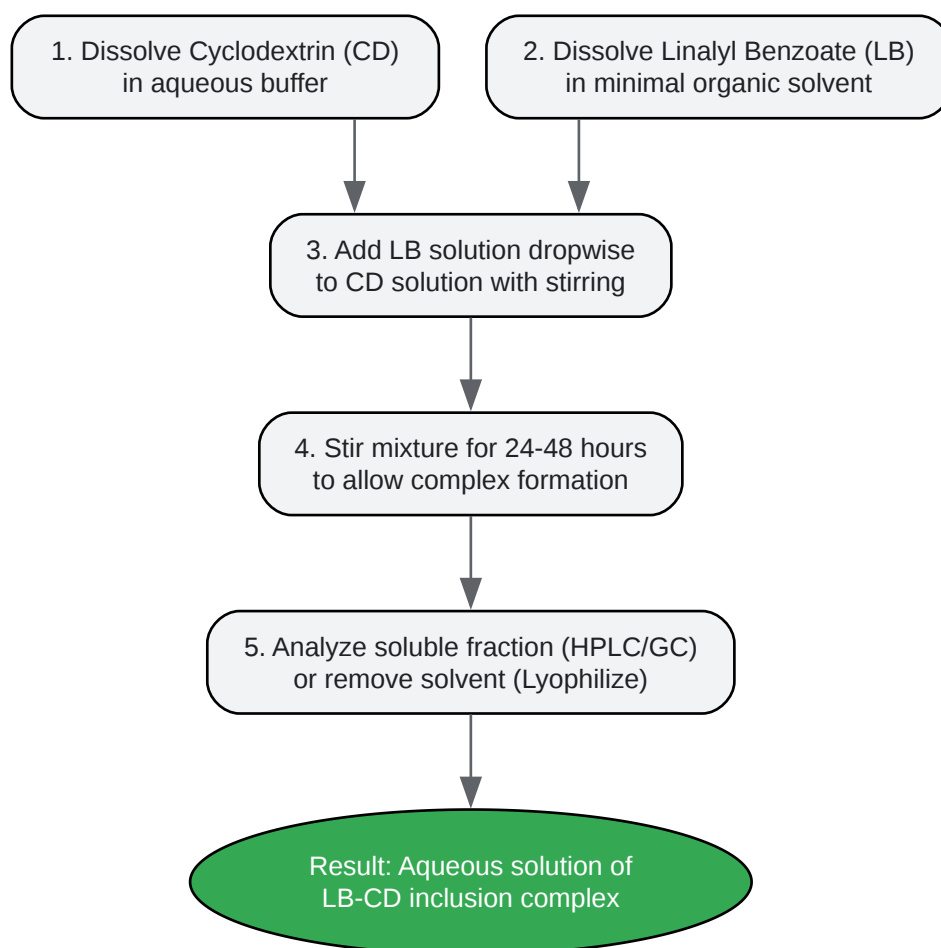 1. Dissolve Cyclodextrin (CD)
in aqueous buffer
2. Dissolve Linalyl Benzoate (LB)
in minimal organic solvent
3. Add LB solution dropwise
to CD solution with stirring
4. Stir mixture for 24-48 hours
to allow complex formation
5. Analyze soluble fraction (HPLC/GC)
or remove solvent (Lyophilize)
Result: Aqueous solution of
LB-CD inclusion complex